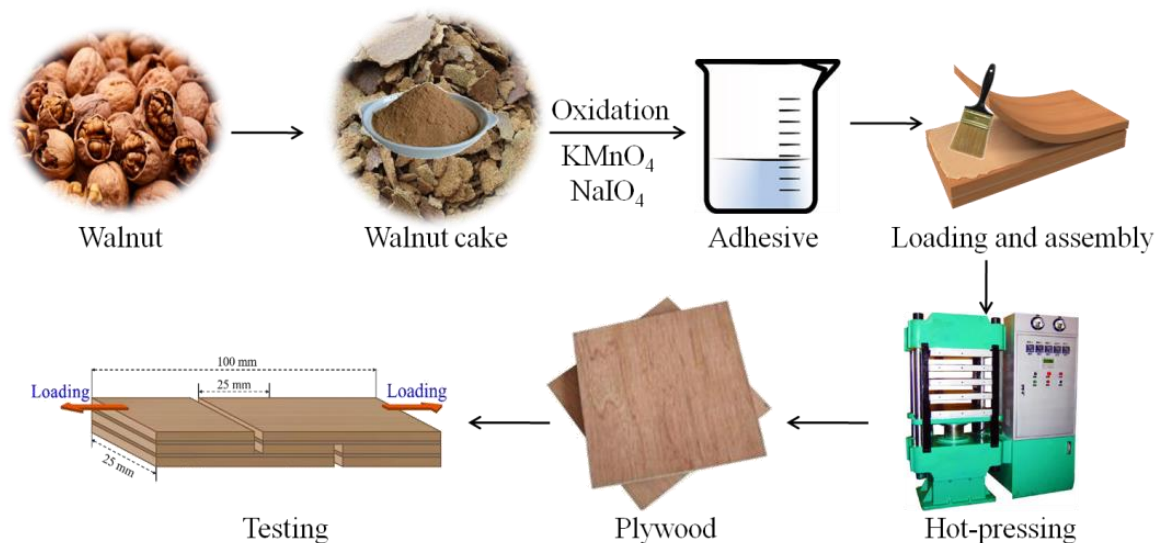 Walnut
Walnut cake
Oxidation
KMnO4
NaIO4
Adhesive
Loading and assembly
Hot-pressing
Plywood
100 mm
25 mm
Loading
Loading
25 mm
Testing